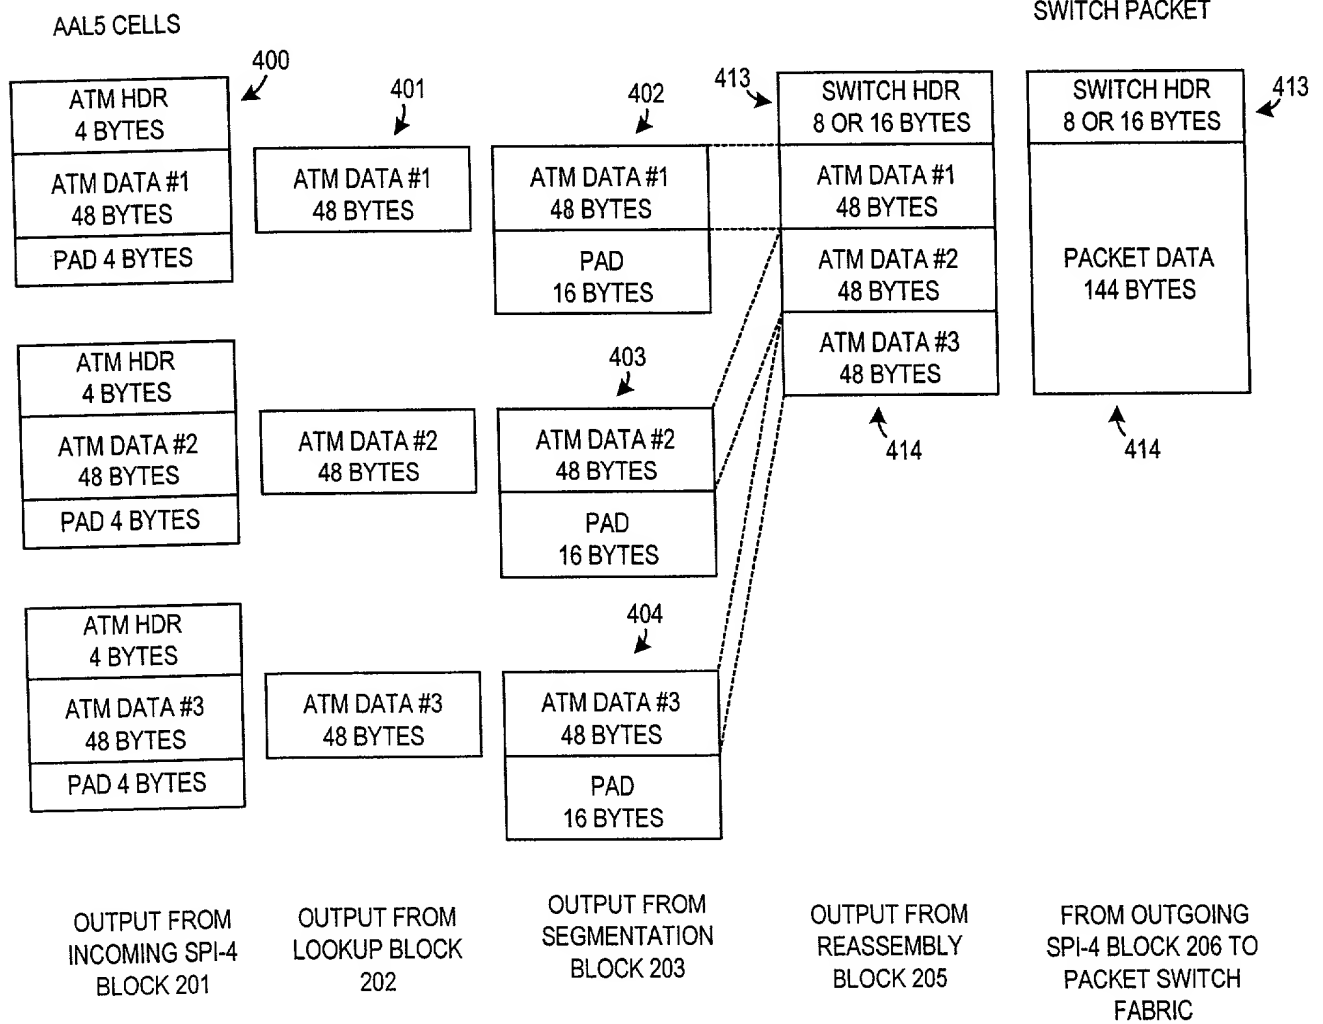 AAL5 CELLS
SWITCH PACKET
400
401
402
413
413
ATM HDR
4 BYTES
ATM DATA #1
48 BYTES
PAD 4 BYTES
ATM DATA #1
48 BYTES
ATM DATA #1
48 BYTES
PAD
16 BYTES
SWITCH HDR
8 OR 16 BYTES
ATM DATA #1
48 BYTES
ATM DATA #2
48 BYTES
ATM DATA #3
48 BYTES
414
SWITCH HDR
8 OR 16 BYTES
PACKET DATA
144 BYTES
414
ATM HDR
4 BYTES
ATM DATA #2
48 BYTES
PAD 4 BYTES
ATM DATA #2
48 BYTES
403
ATM DATA #2
48 BYTES
PAD
16 BYTES
ATM HDR
4 BYTES
ATM DATA #3
48 BYTES
PAD 4 BYTES
ATM DATA #3
48 BYTES
404
ATM DATA #3
48 BYTES
PAD
16 BYTES
OUTPUT FROM
INCOMING SPI-4
BLOCK 201
OUTPUT FROM
LOOKUP BLOCK
202
OUTPUT FROM
SEGMENTATION
BLOCK 203
OUTPUT FROM
REASSEMBLY
BLOCK 205
FROM OUTGOING
SPI-4 BLOCK 206 TO
PACKET SWITCH
FABRIC